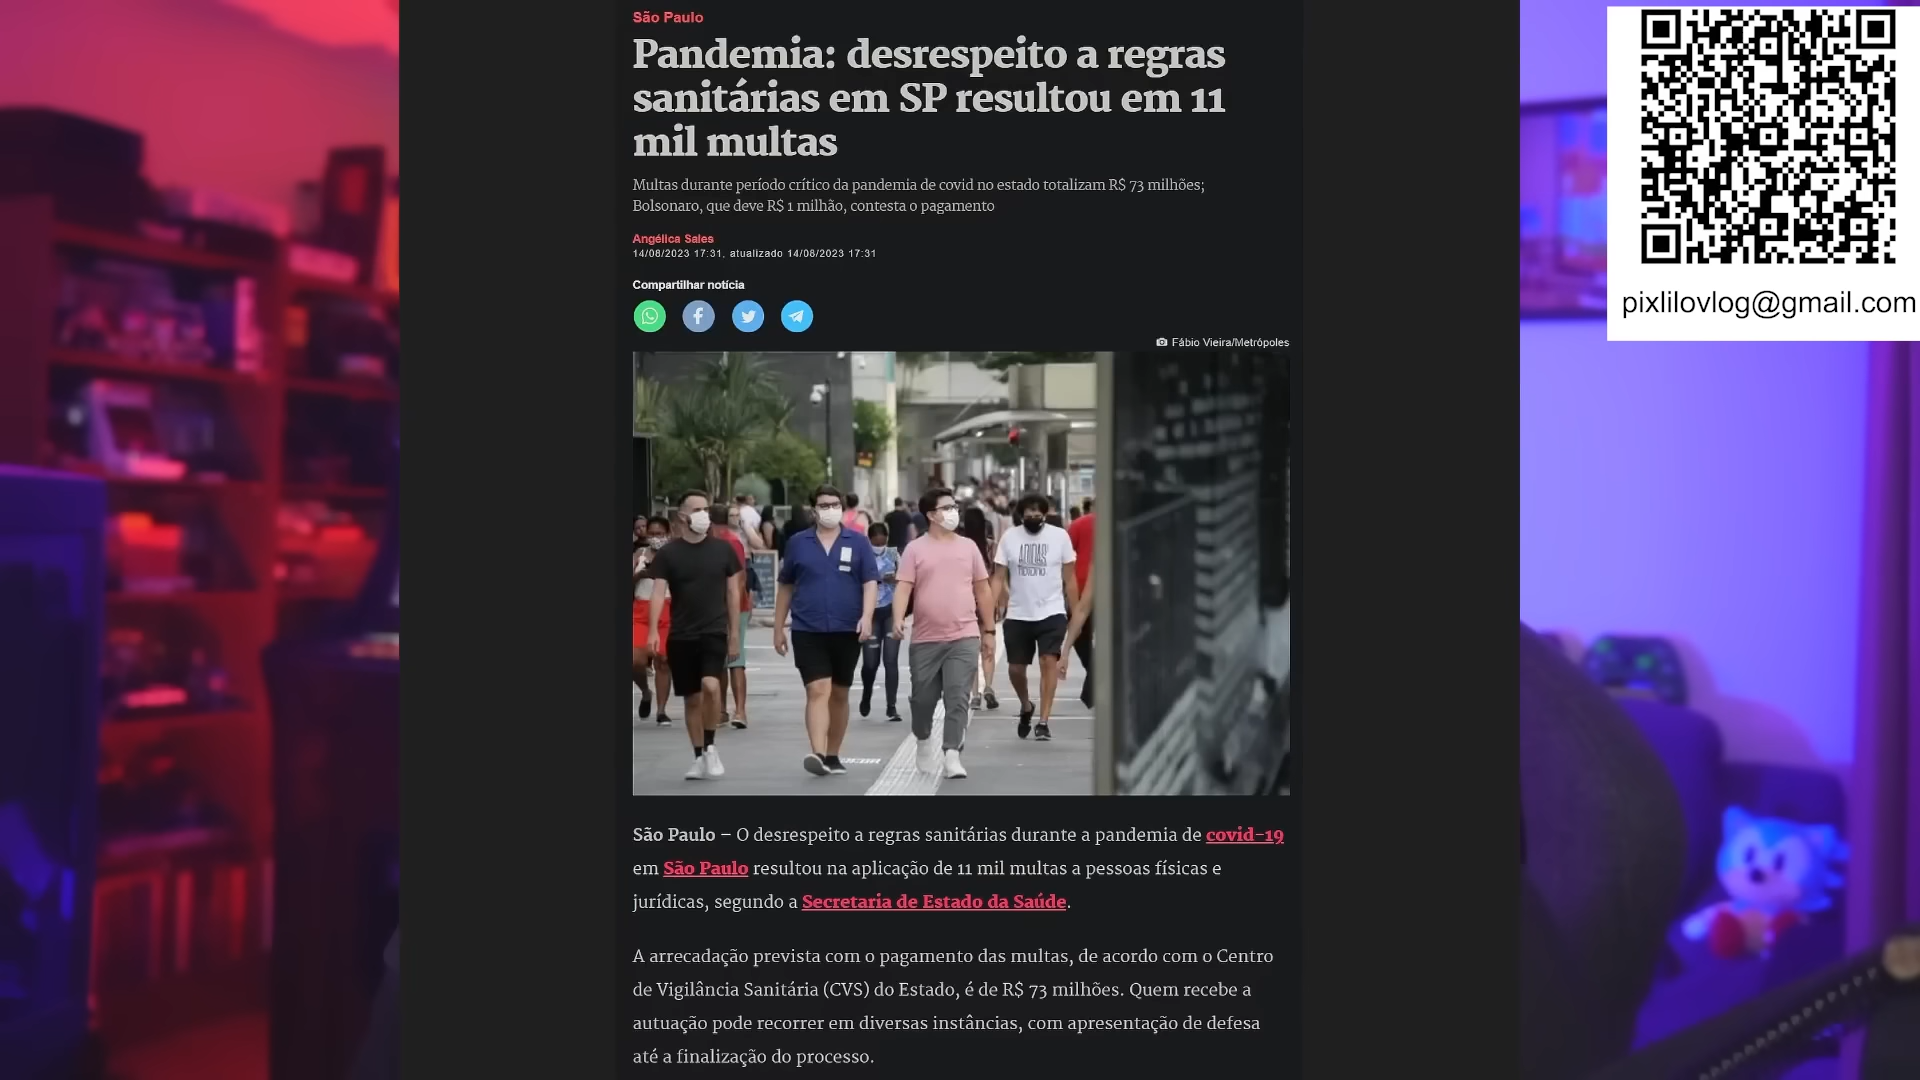 São Paulo
Pandemia: desrespeito a regras
sanitárias em SP resultou em 11
mil multas
Multas durante período crítico da pandemia de covid no estado totalizam R$ 73 milhões;
Bolsonaro, que deve R$ 1 milhão, contesta o pagamento
Angélica Sales
14/08/2023 17:31, atualizado 14/08/2023 17:31
Compartilhar notícia
Fábio Vieira/Metrópoles
pixlilovlog@gmail.com
ADIDAS
São Paulo – O desrespeito a regras sanitárias durante a pandemia de covid-19
em São Paulo resultou na aplicação de 11 mil multas a pessoas físicas e
jurídicas, segundo a Secretaria de Estado da Saúde.
A arrecadação prevista com o pagamento das multas, de acordo com o Centro
de Vigilância Sanitária (CVS) do Estado, é de R$ 73 milhões. Quem recebe a
autuação pode recorrer em diversas instâncias, com apresentação de defesa
até a finalização do processo.